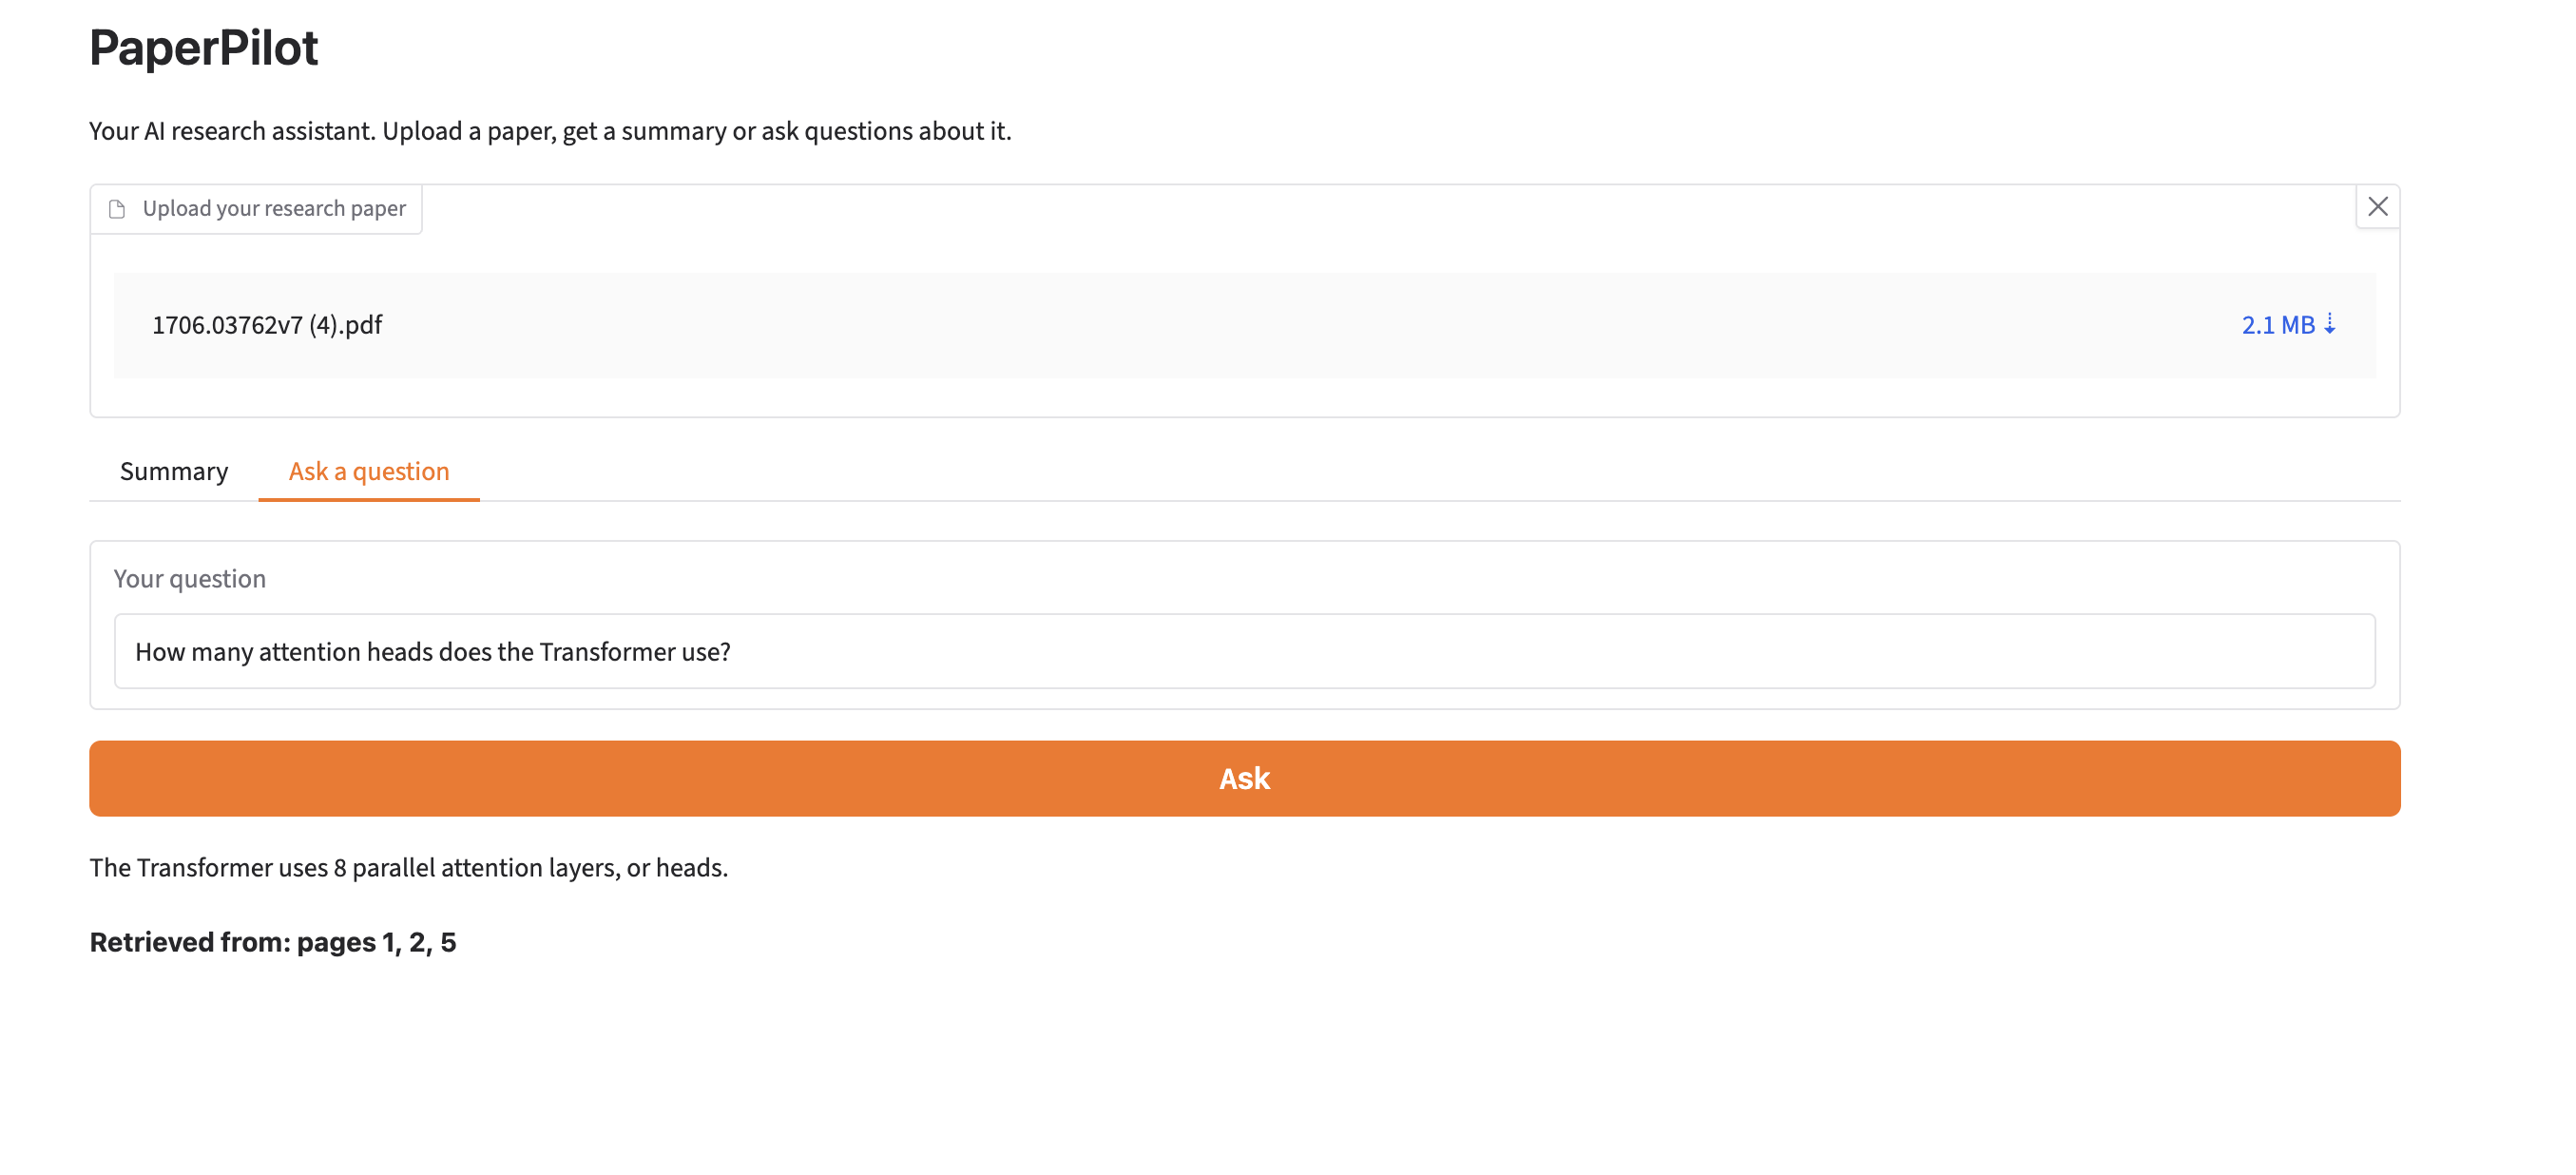 PaperPilot
Your AI research assistant. Upload a paper, get a summary or ask questions about it.
Upload your research paper
1706.03762v7 (4).pdf
2.1 MB ⇣
Summary
Ask a question
Your question
How many attention heads does the Transformer use?
Ask
The Transformer uses 8 parallel attention layers, or heads.
Retrieved from: pages 1, 2, 5